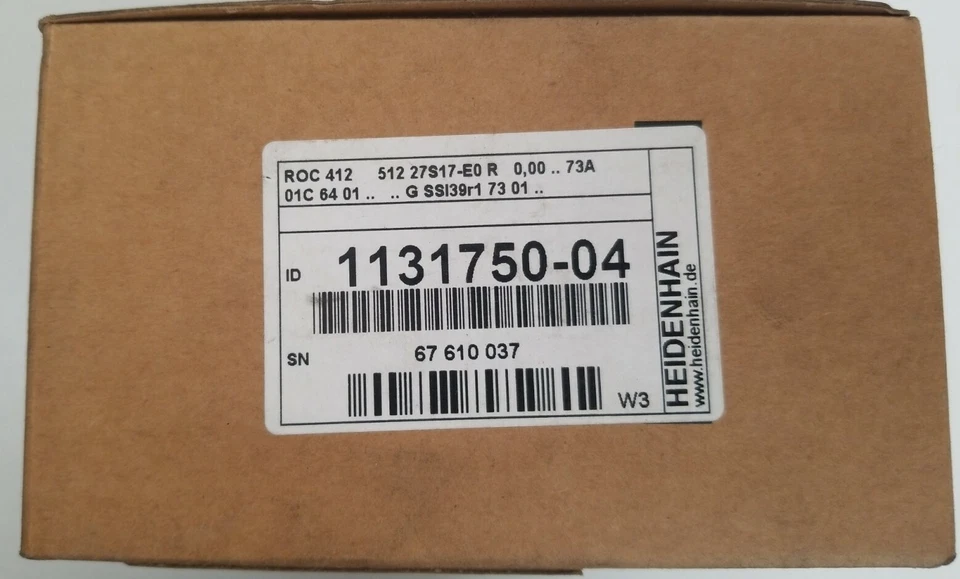 ROC 412 512 27S17-E0 R 0,00 .. 73A
01C 64 01 .. .. G SSI39r1 73 01 ..
ID 1131750-04
SN 67 610 037
W3
HEIDENHAIN
www.heidenhain.de